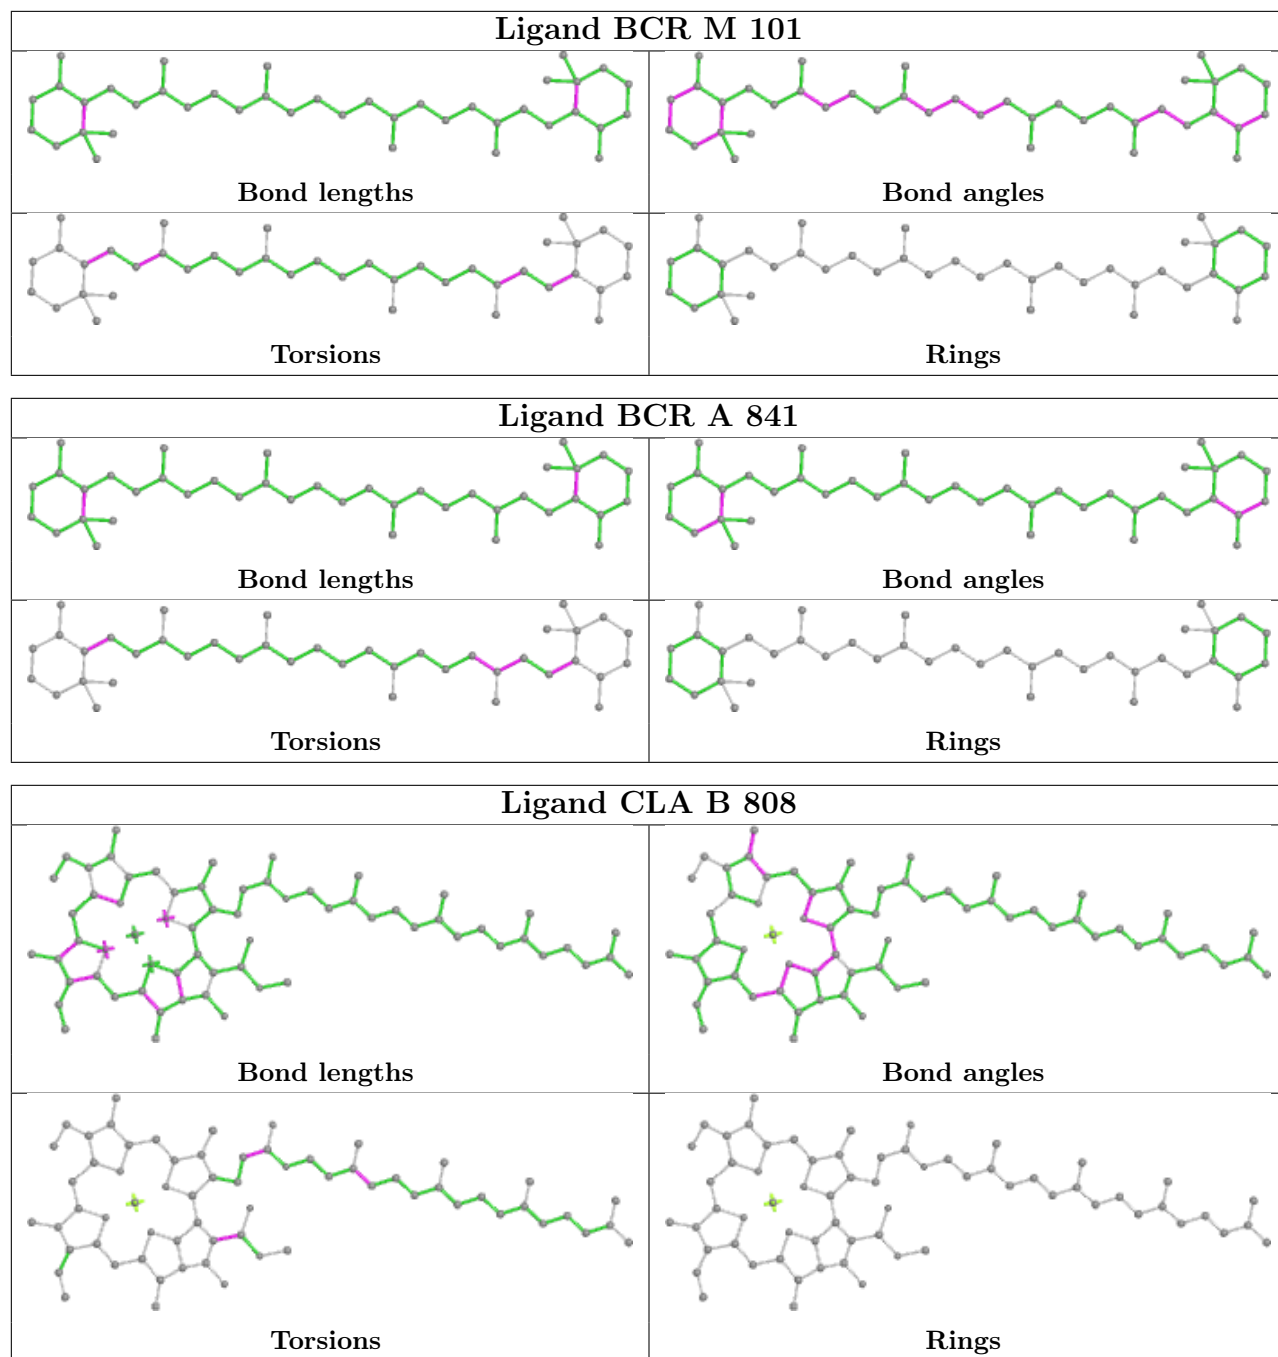 Ligand BCR M 101
Bond lengths
Bond angles
Torsions
Rings
Ligand BCR A 841
Bond lengths
Bond angles
Torsions
Rings
Ligand CLA B 808
Bond lengths
Bond angles
Torsions
Rings